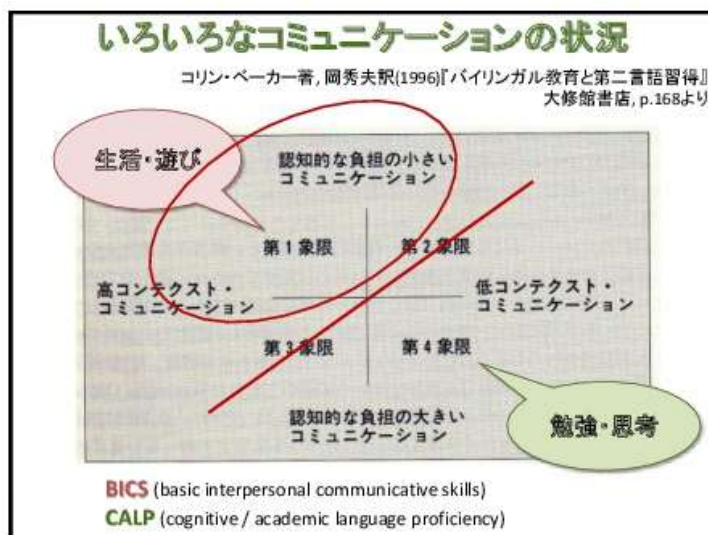 いろいろなコミュニケーションの状況
コリン・ベーカー著, 岡秀夫訳(1996)『バイリンガル教育と第二言語習得』
大修館書店, p.168より
生活・遊び
認知的な負担の小さい
コミュニケーション
第1象限
第2象限
高コンテクスト・
コミュニケーション
低コンテクスト・
コミュニケーション
第3象限
第4象限
認知的な負担の大きい
コミュニケーション
勉強・思考
BICS (basic interpersonal communicative skills)
CALP (cognitive / academic language proficiency)